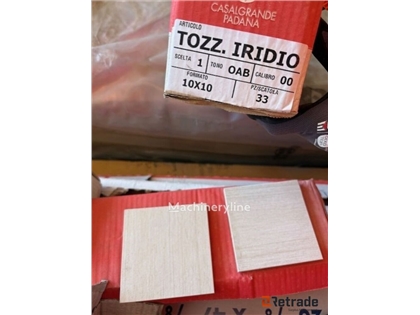 CASALGRANDE
PADANA
ARTICOLO
TOZZ. IRIDIO
SCELTA 1 TONO OAB CALIBRO 00
FORMATO PZ/SCATOLA
10X10 33
Machineryline
Retrade